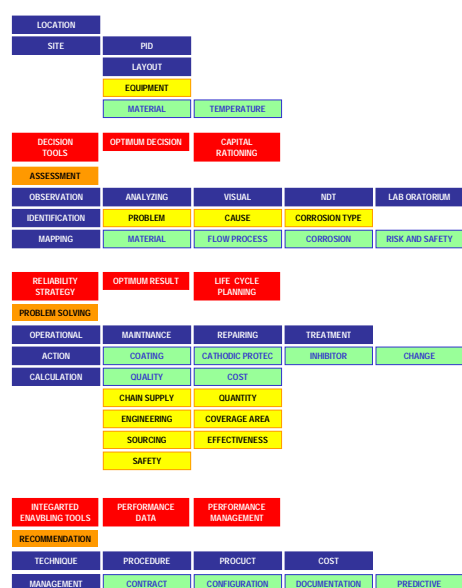 LOCATION
SITE PID
LAYOUT
EQUIPMENT
MATERIAL TEMPERATURE
DECISION TOOLS OPTIMUM DECISION CAPITAL RATIONING
ASSESSMENT
OBSERVATION ANALYZING VISUAL NDT LAB ORATORIUM
IDENTIFICATION PROBLEM CAUSE CORROSION TYPE
MAPPING MATERIAL FLOW PROCESS CORROSION RISK AND SAFETY
RELIABILITY STRATEGY OPTIMUM RESULT LIFE CYCLE PLANNING
PROBLEM SOLVING
OPERATIONAL MAINTNANCE REPAIRING TREATMENT
ACTION COATING CATHODIC PROTEC INHIBITOR CHANGE
CALCULATION QUALITY COST
CHAIN SUPPLY QUANTITY
ENGINEERING COVERAGE AREA
SOURCING EFFECTIVENESS
SAFETY
INTEGARTED ENAVBLING TOOLS PERFORMANCE DATA PERFORMANCE MANAGEMENT
RECOMMENDATION
TECHNIQUE PROCEDURE PROCUCT COST
MANAGEMENT CONTRACT CONFIGURATION DOCUMENTATION PREDICTIVE